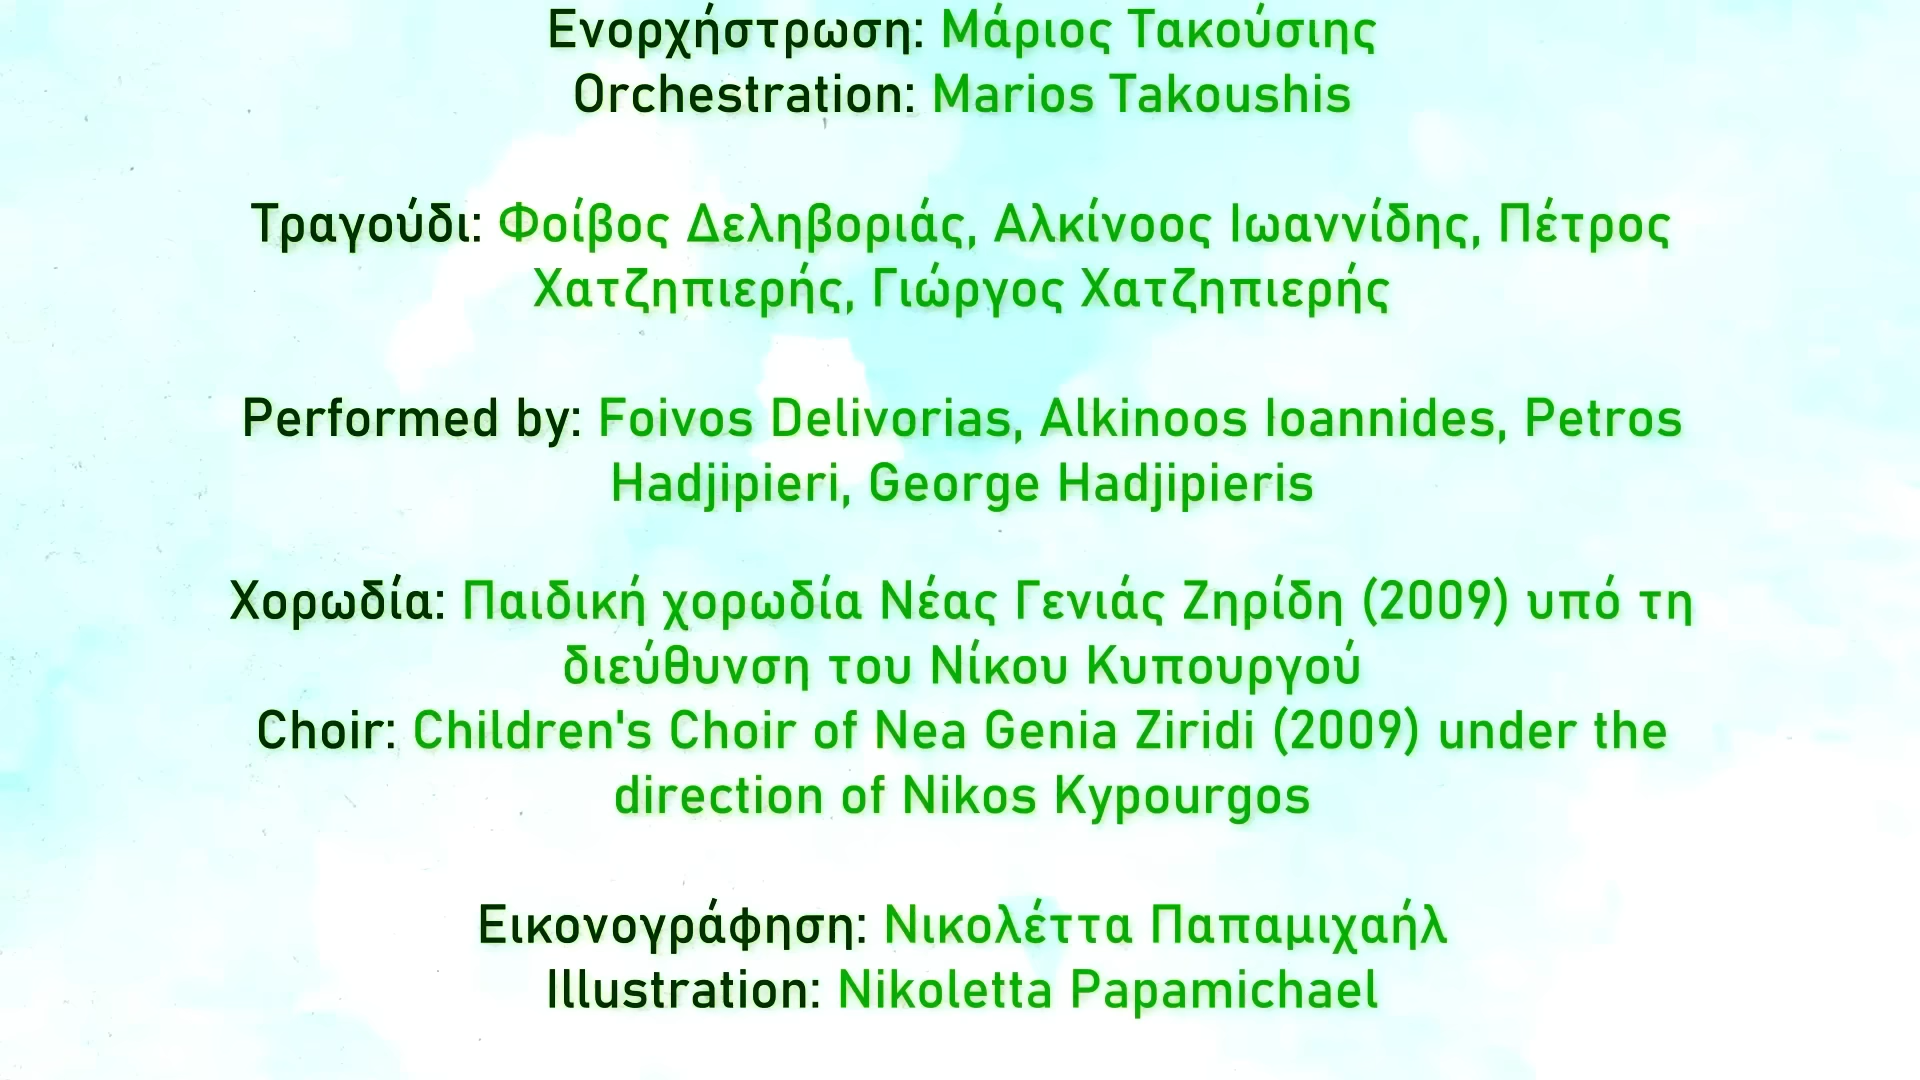 Ενορχήστρωση: Μάριος Τακούσιης
Orchestration: Marios Takoushis
Τραγούδι: Φοίβος Δεληβοριάς, Αλκίνοος Ιωαννίδης, Πέτρος
Χατζηπιερής, Γιώργος Χατζηπιερής
Performed by: Foivos Delivorias, Alkinoos Ioannides, Petros
Hadjipieri, George Hadjipieris
Χορωδία: Παιδική χορωδία Νέας Γενιάς Ζηρίδη (2009) υπό τη
διεύθυνση του Νίκου Κυπουργού
Choir: Children's Choir of Nea Genia Ziridi (2009) under the
direction of Nikos Kypourgos
Εικονογράφηση: Νικολέττα Παπαμιχαήλ
Illustration: Nikoletta Papamichael